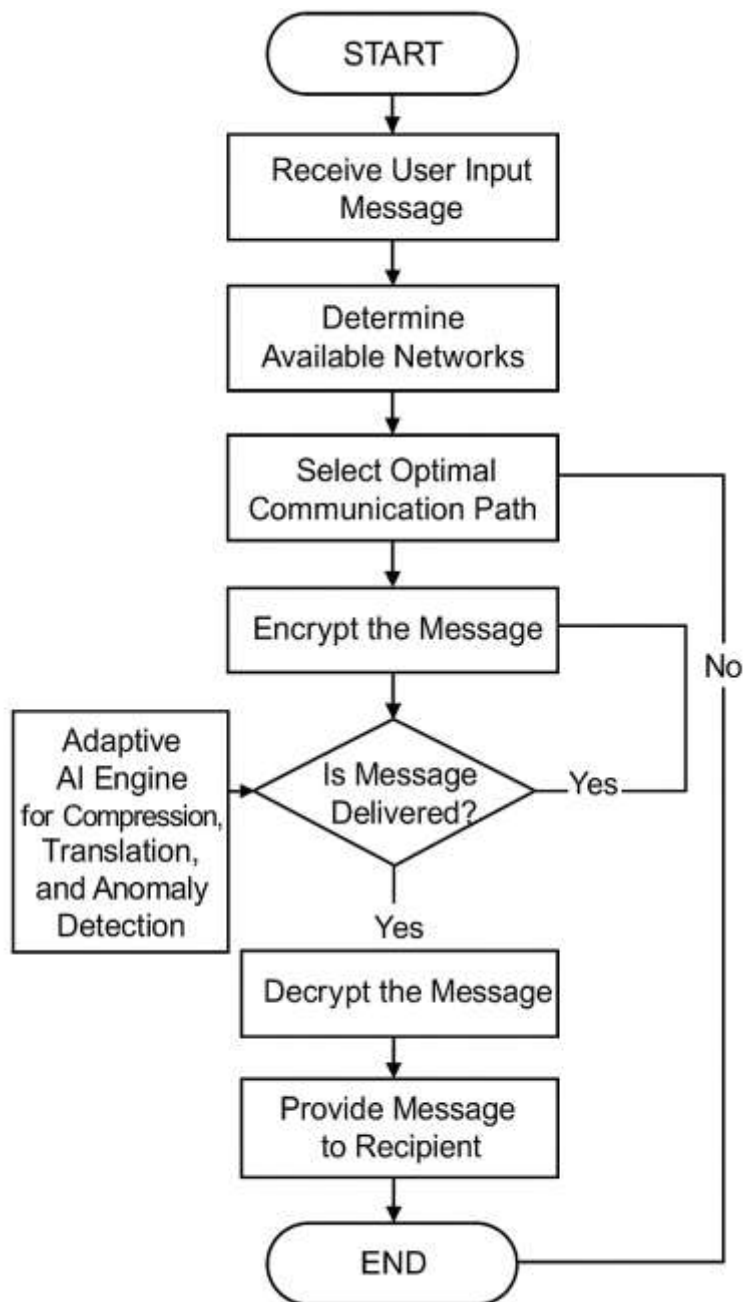 START
Receive User Input
Message
Determine
Available Networks
Select Optimal
Communication Path
Encrypt the Message
No
Adaptive
AI Engine
for Compression,
Translation,
and Anomaly
Detection
Is Message
Delivered?
Yes
Yes
Decrypt the Message
Provide Message
to Recipient
END